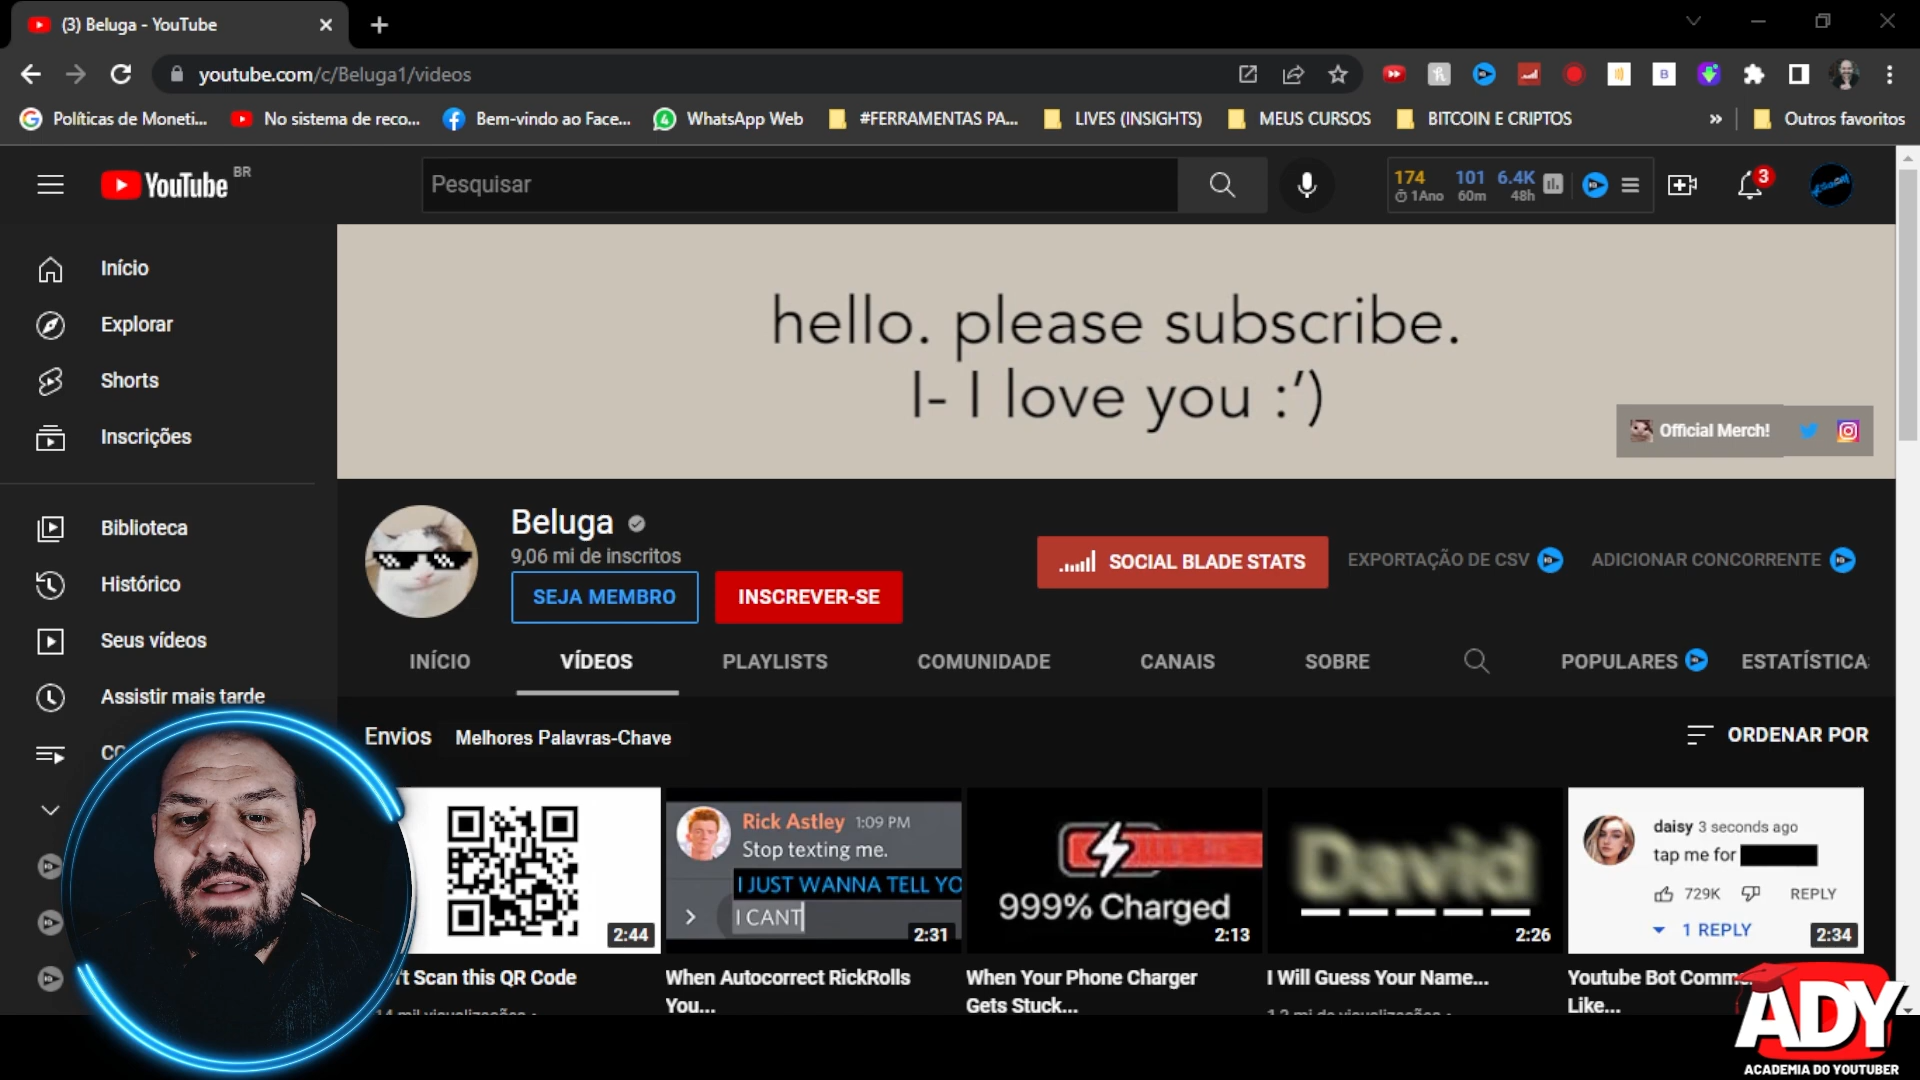 (3) Beluga - YouTube
youtube.com/c/Beluga1/videos
Políticas de Moneti...
No sistema de reco...
Bem-vindo ao Face...
4
WhatsApp Web
#FERRAMENTAS PA...
LIVES (INSIGHTS)
MEUS CURSOS
BITCOIN E CRIPTOS
»
Outros favoritos
YouTube BR
Pesquisar
174 101 6.4K
1Ano 60m 48h
3
Início
Explorar
Shorts
Inscrições
Biblioteca
Histórico
Seus vídeos
Assistir mais tarde
hello. please subscribe.
I- I love you :’)
Official Merch!
Beluga
9,06 mi de inscritos
SEJA MEMBRO
INSCREVER-SE
SOCIAL BLADE STATS
EXPORTAÇÃO DE CSV
ADICIONAR CONCORRENTE
INÍCIO
VÍDEOS
PLAYLISTS
COMUNIDADE
CANAIS
SOBRE
POPULARES
ESTATÍSTICA
Envios
Melhores Palavras-Chave
ORDENAR POR
2:44
Rick Astley 1:09 PM
Stop texting me.
I JUST WANNA TELL YO
I CANT
2:31
999% Charged
2:13
David
2:26
daisy 3 seconds ago
tap me for
729K
REPLY
1 REPLY
2:34
't Scan this QR Code
When Autocorrect RickRolls
You...
When Your Phone Charger
Gets Stuck...
I Will Guess Your Name...
Youtube Bot Comm
Like...
ADY
ACADEMIA DO YOUTUBER